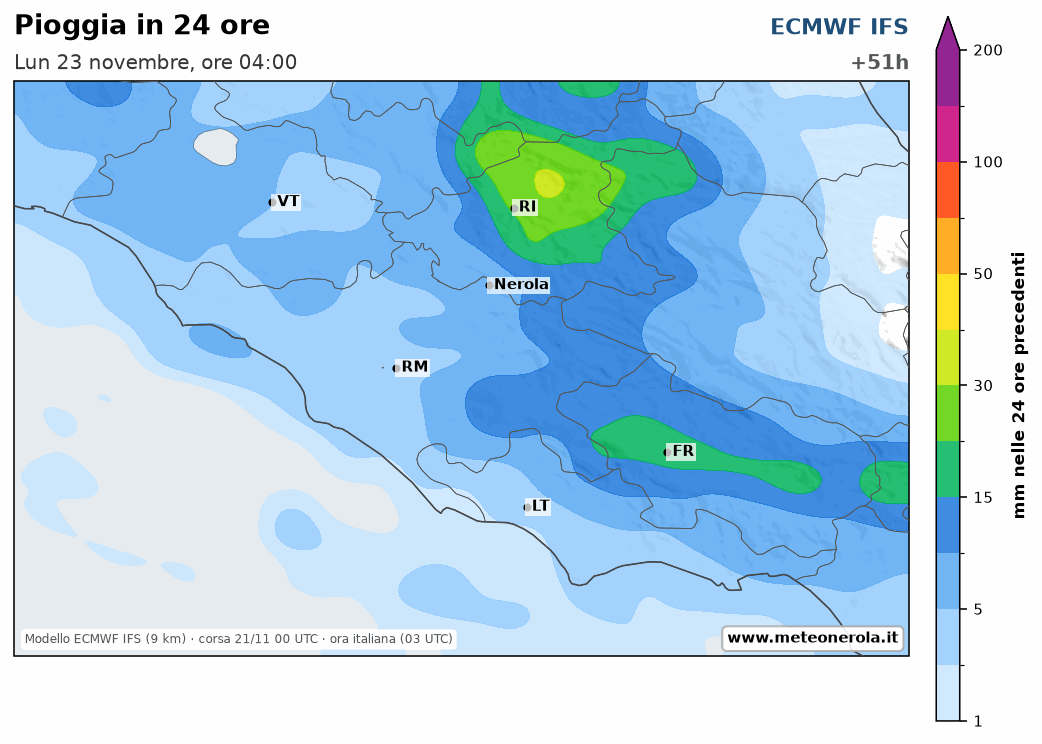 Pioggia in 24 ore
ECMWF IFS
Lun 23 novembre, ore 04:00
+51h
200
100
50
30
15
5
1
mm nelle 24 ore precedenti
VT
RI
Nerola
RM
FR
LT
Modello ECMWF IFS (9 km) · corsa 21/11 00 UTC · ora italiana (03 UTC)
www.meteonerola.it